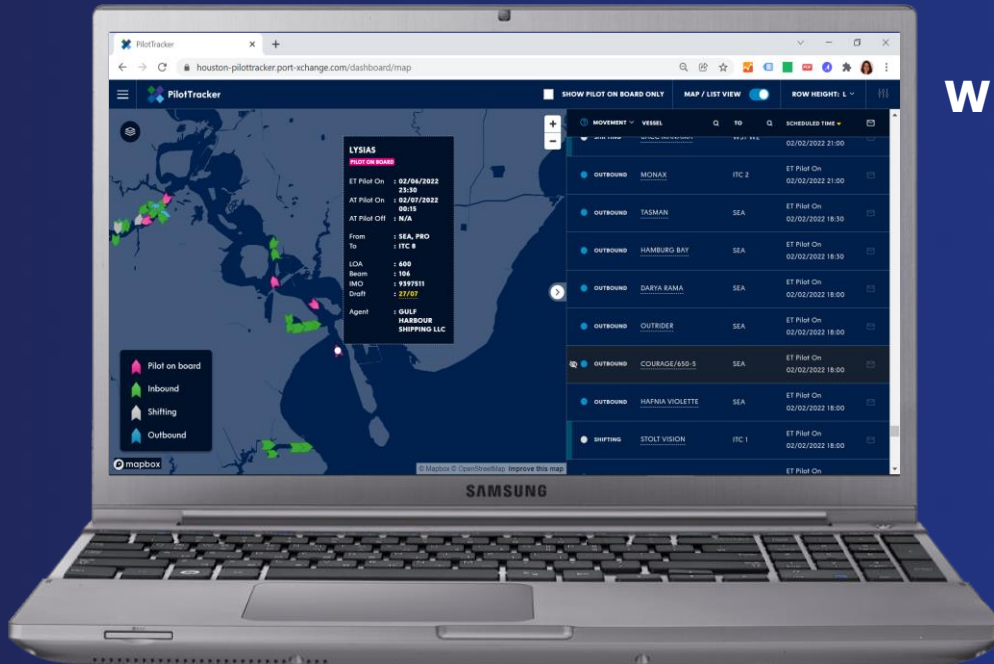 W
PilotTracker
houston-pilottracker.port-xchange.com/dashboard/map
PilotTracker
SHOW PILOT ON BOARD ONLY
MAP / LIST VIEW
ROW HEIGHT: L
MOVEMENT
VESSEL
TO
SCHEDULED TIME
02/02/2022 21:00
OUTBOUND MONAX ITC 2 ET Pilot On
02/02/2022 21:00
OUTBOUND TASMAN SEA ET Pilot On
02/02/2022 18:30
OUTBOUND HAMBURG BAY SEA ET Pilot On
02/02/2022 18:30
OUTBOUND DARYA RAMA SEA ET Pilot On
02/02/2022 18:00
OUTBOUND OUTRIDER SEA ET Pilot On
02/02/2022 18:00
OUTBOUND COURAGE/650-5 SEA ET Pilot On
02/02/2022 18:00
OUTBOUND HAFNIA VIOLETTE SEA ET Pilot On
02/02/2022 18:00
SHIFTING STOLT VISION ITC 1 ET Pilot On
02/02/2022 18:00
ET Pilot On
LYSIAS
PILOT ON BOARD
ET Pilot On : 02/06/2022
23:30
AT Pilot On : 02/07/2022
00:15
AT Pilot Off : N/A
From : SEA, PRO
To : ITC 8
LOA : 600
Beam : 106
IMO : 9397511
Draft : 27/07
Agent : GULF
HARBOUR
SHIPPING LLC
Pilot on board
Inbound
Shifting
Outbound
mapbox
© Mapbox © OpenStreetMap Improve this map
SAMSUNG